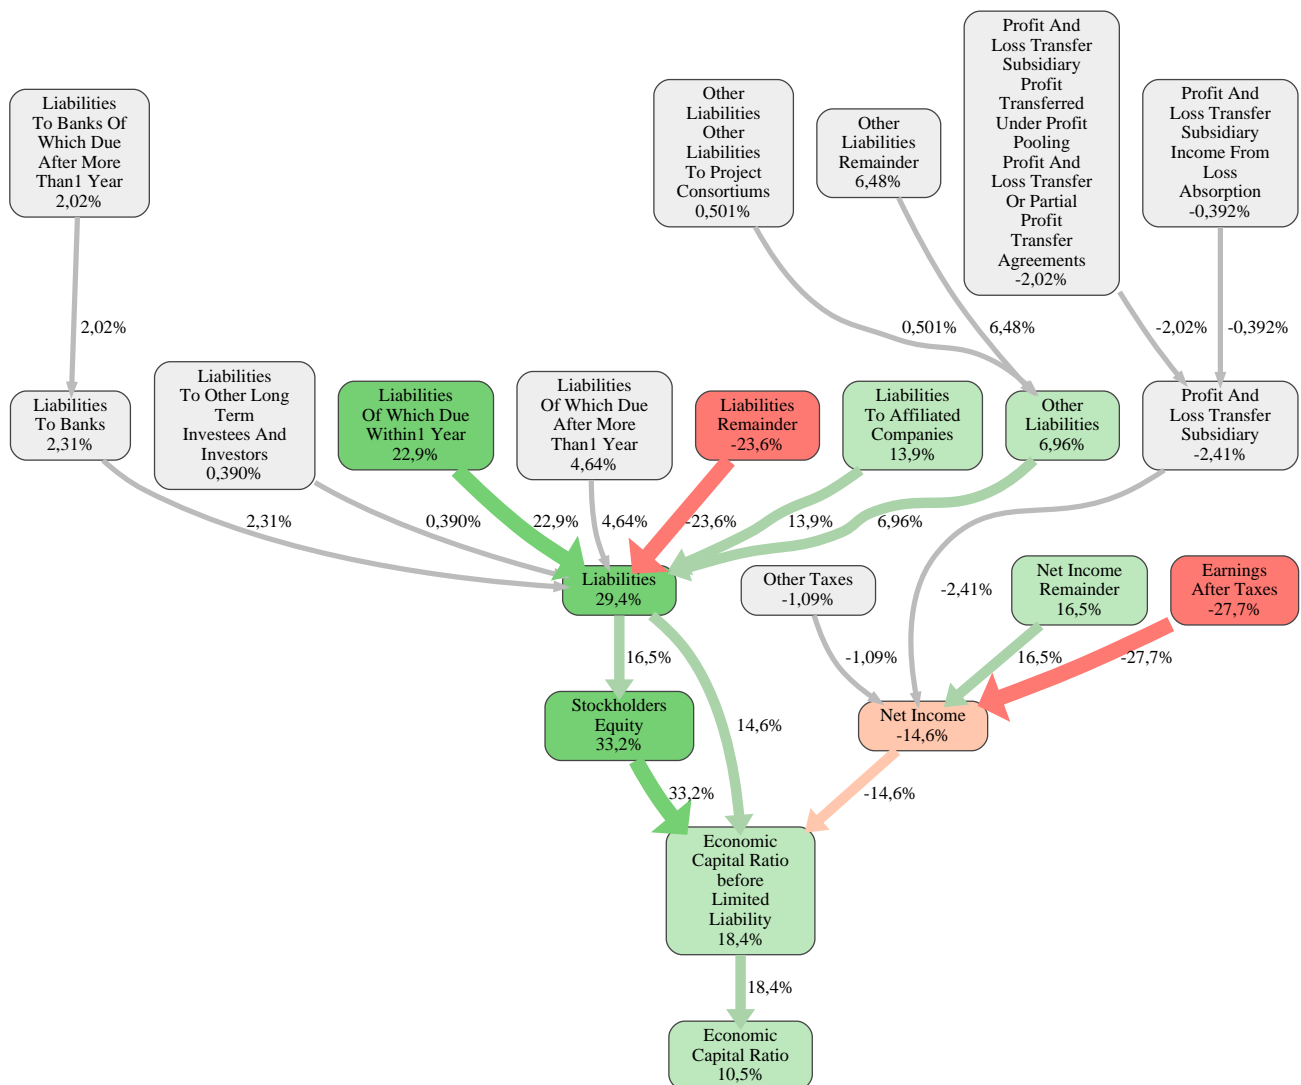 Profit And
Loss Transfer
Subsidiary
Profit
Transferred
Under Profit
Pooling
Profit And
Loss Transfer
Or Partial
Profit
Transfer
Agreements
-2,02%
Liabilities
To Banks Of
Which Due
After More
Than1 Year
2,02%
Other
Liabilities
Other
Liabilities
To Project
Consortiums
0,501%
Other
Liabilities
Remainder
6,48%
Profit And
Loss Transfer
Subsidiary
Income From
Loss
Absorption
-0,392%
2,02%
0,501%
6,48%
-2,02%
-0,392%
Liabilities
To Banks
2,31%
Liabilities
To Other Long
Term
Investees And
Investors
0,390%
Liabilities
Of Which Due
Within1 Year
22,9%
Liabilities
Of Which Due
After More
Than1 Year
4,64%
Liabilities
Remainder
-23,6%
Liabilities
To Affiliated
Companies
13,9%
Other
Liabilities
6,96%
Profit And
Loss Transfer
Subsidiary
-2,41%
2,31%
0,390%
22,9%
4,64%
-23,6%
13,9%
6,96%
-2,41%
Liabilities
29,4%
Other Taxes
-1,09%
Net Income
Remainder
16,5%
Earnings
After Taxes
-27,7%
16,5%
-1,09%
16,5%
-27,7%
Stockholders
Equity
33,2%
14,6%
Net Income
-14,6%
33,2%
-14,6%
Economic
Capital Ratio
before
Limited
Liability
18,4%
18,4%
Economic
Capital Ratio
10,5%